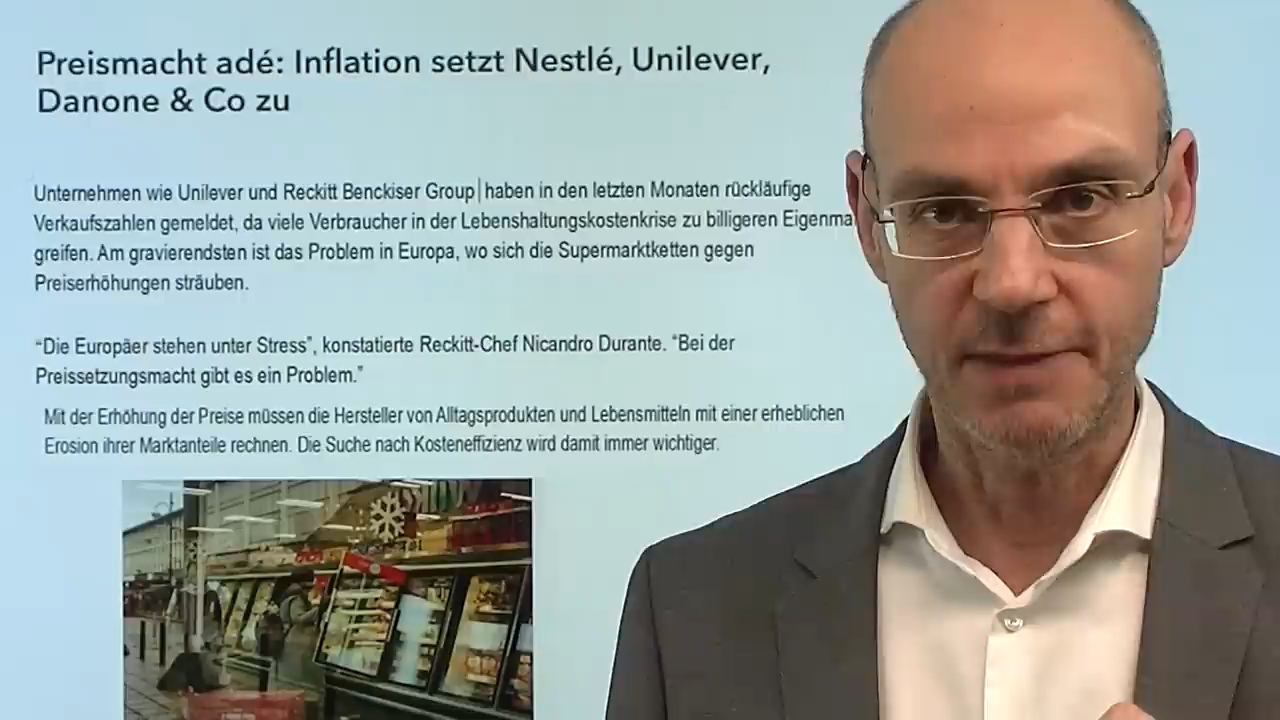 Preismacht adé: Inflation setzt Nestlé, Unilever,
Danone & Co zu
Unternehmen wie Unilever und Reckitt Benckiser Group haben in den letzten Monaten rückläufige
Verkaufszahlen gemeldet, da viele Verbraucher in der Lebenshaltungskostenkrise zu billigeren Eigenma
greifen. Am gravierendsten ist das Problem in Europa, wo sich die Supermarktketten gegen
Preiserhöhungen sträuben.
“Die Europäer stehen unter Stress”, konstatierte Reckitt-Chef Nicandro Durante. “Bei der
Preissetzungsmacht gibt es ein Problem.”
Mit der Erhöhung der Preise müssen die Hersteller von Alltagsprodukten und Lebensmitteln mit einer erheblichen
Erosion ihrer Marktanteile rechnen. Die Suche nach Kosteneffizienz wird damit immer wichtiger.